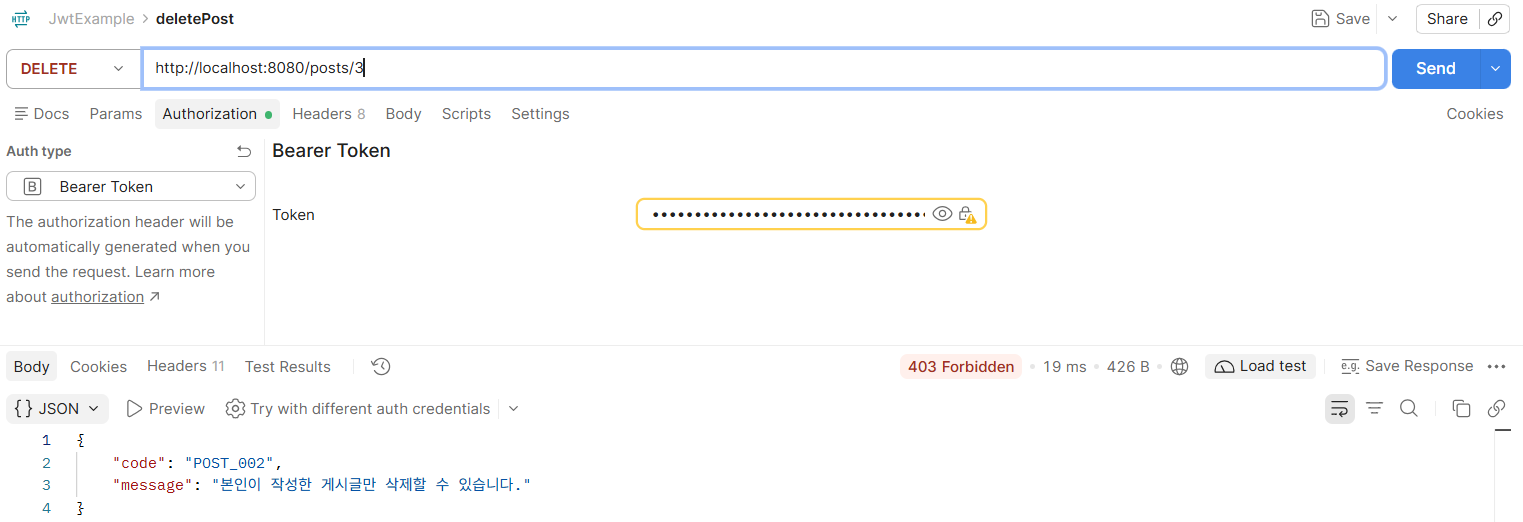 HTTP JwtExample > deletePost Save Share
DELETE http://localhost:8080/posts/3 Send
Docs Params Authorization Headers 8 Body Scripts Settings Cookies
Auth type
B Bearer Token
The authorization header will be
automatically generated when you
send the request. Learn more
about authorization ↗
Bearer Token
Token ••••••••••••••••••••••••••••••••
Body Cookies Headers 11 Test Results 403 Forbidden • 19 ms • 426 B • Load test e.g. Save Response •••
{} JSON Preview Try with different auth credentials
1 {
2 "code": "POST_002",
3 "message": "본인이 작성한 게시글만 삭제할 수 있습니다."
4 }